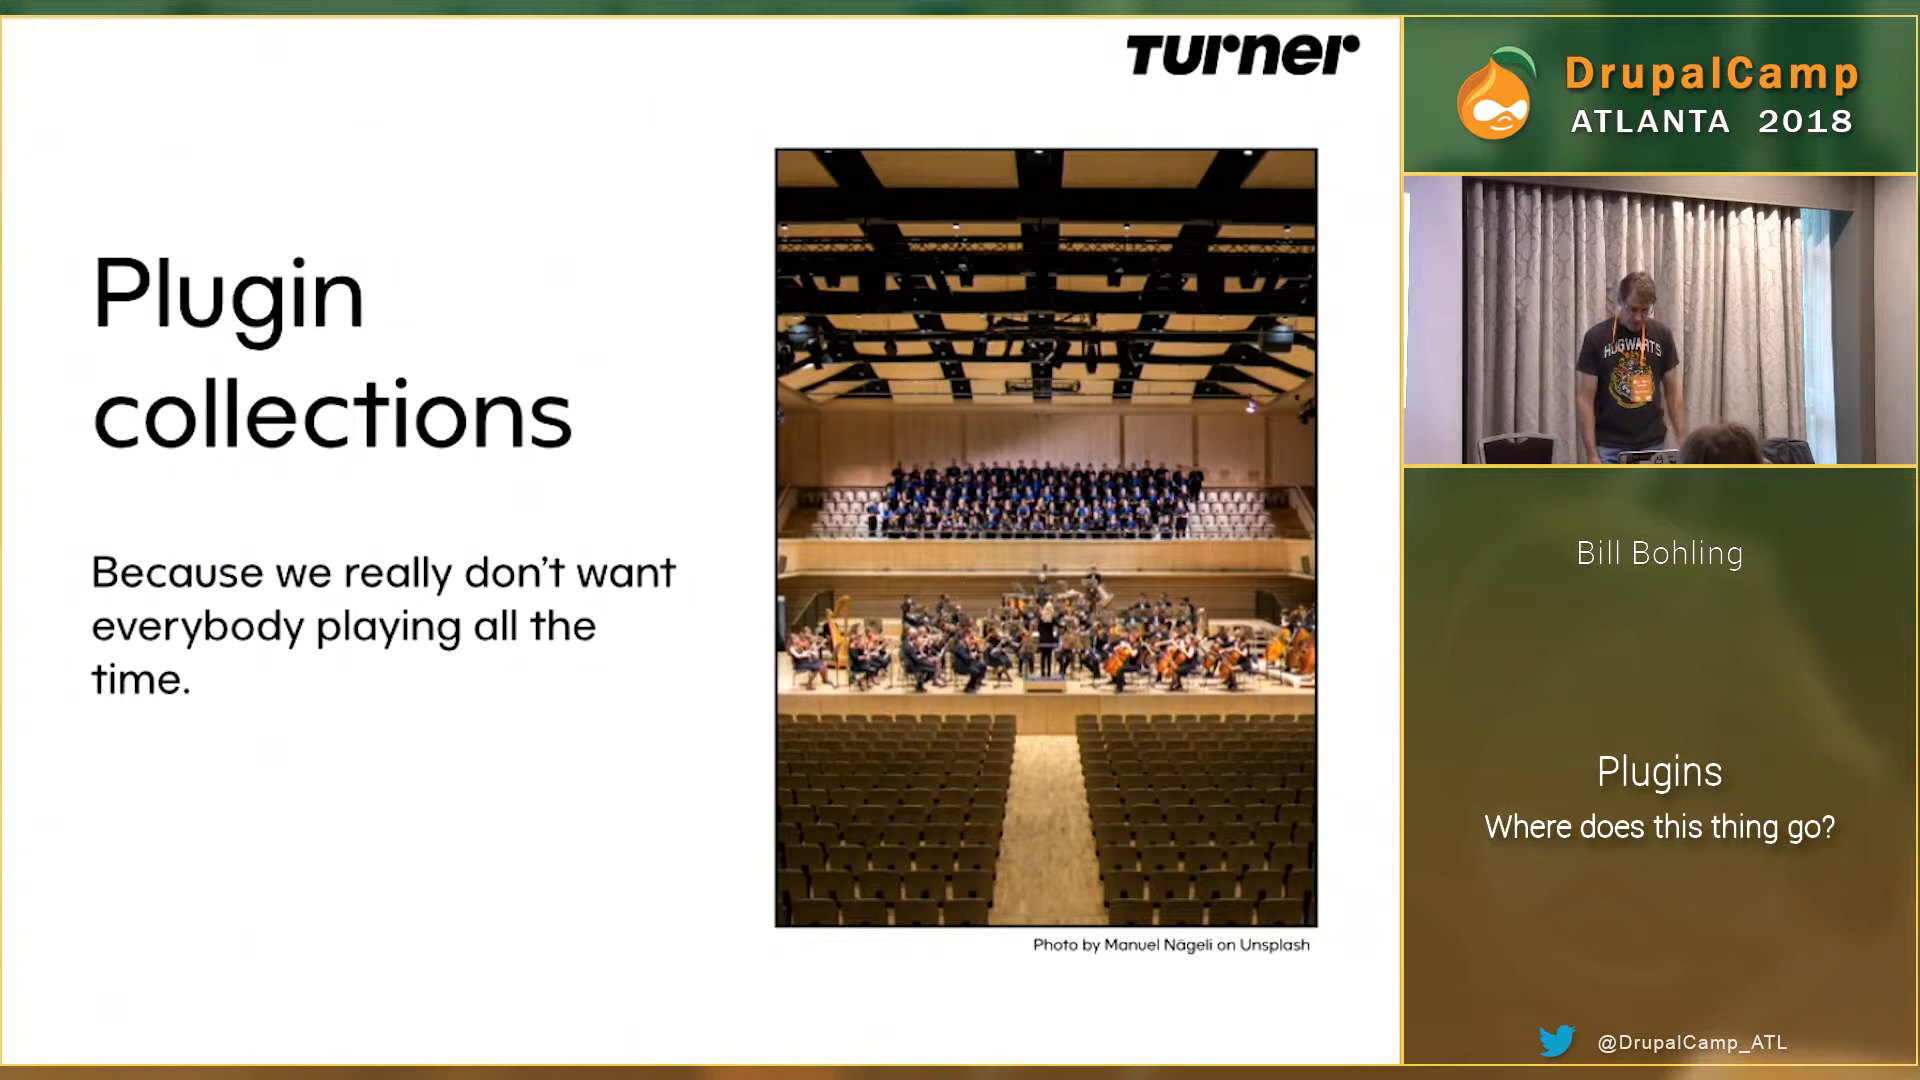 Turner
Plugin
collections
Because we really don't want
everybody playing all the
time.
Photo by Manuel Nägeli on Unsplash
DrupalCamp
ATLANTA 2018
HOGWARTS
Bill Bohling
Plugins
Where does this thing go?
@DrupalCamp_ATL